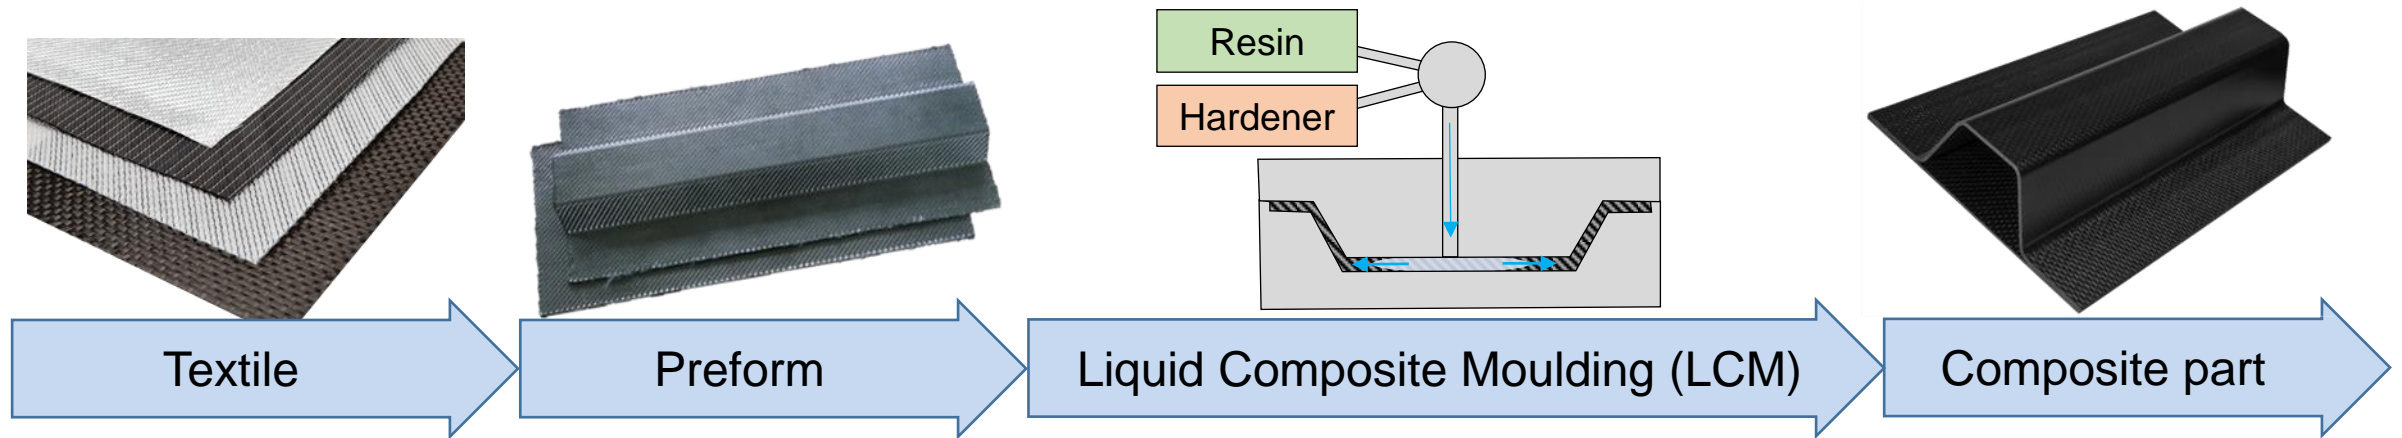 Resin
Hardener
Textile
Preform
Liquid Composite Moulding (LCM)
Composite part